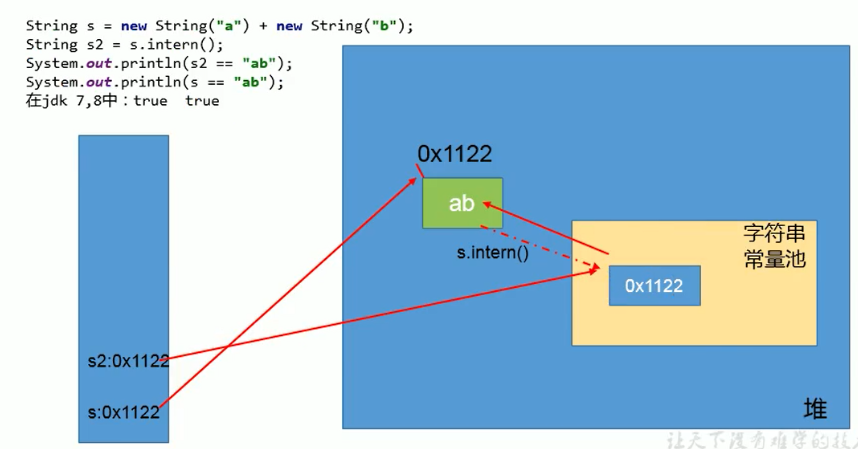 String s = new String("a") + new String("b");
String s2 = s.intern();
System.out.println(s2 == "ab");
System.out.println(s == "ab");
在jdk 7,8中：true  true
0x1122
ab
s.intern()
字符串
常量池
0x1122
s2:0x1122
s:0x1122
堆
让天下没有难学的技